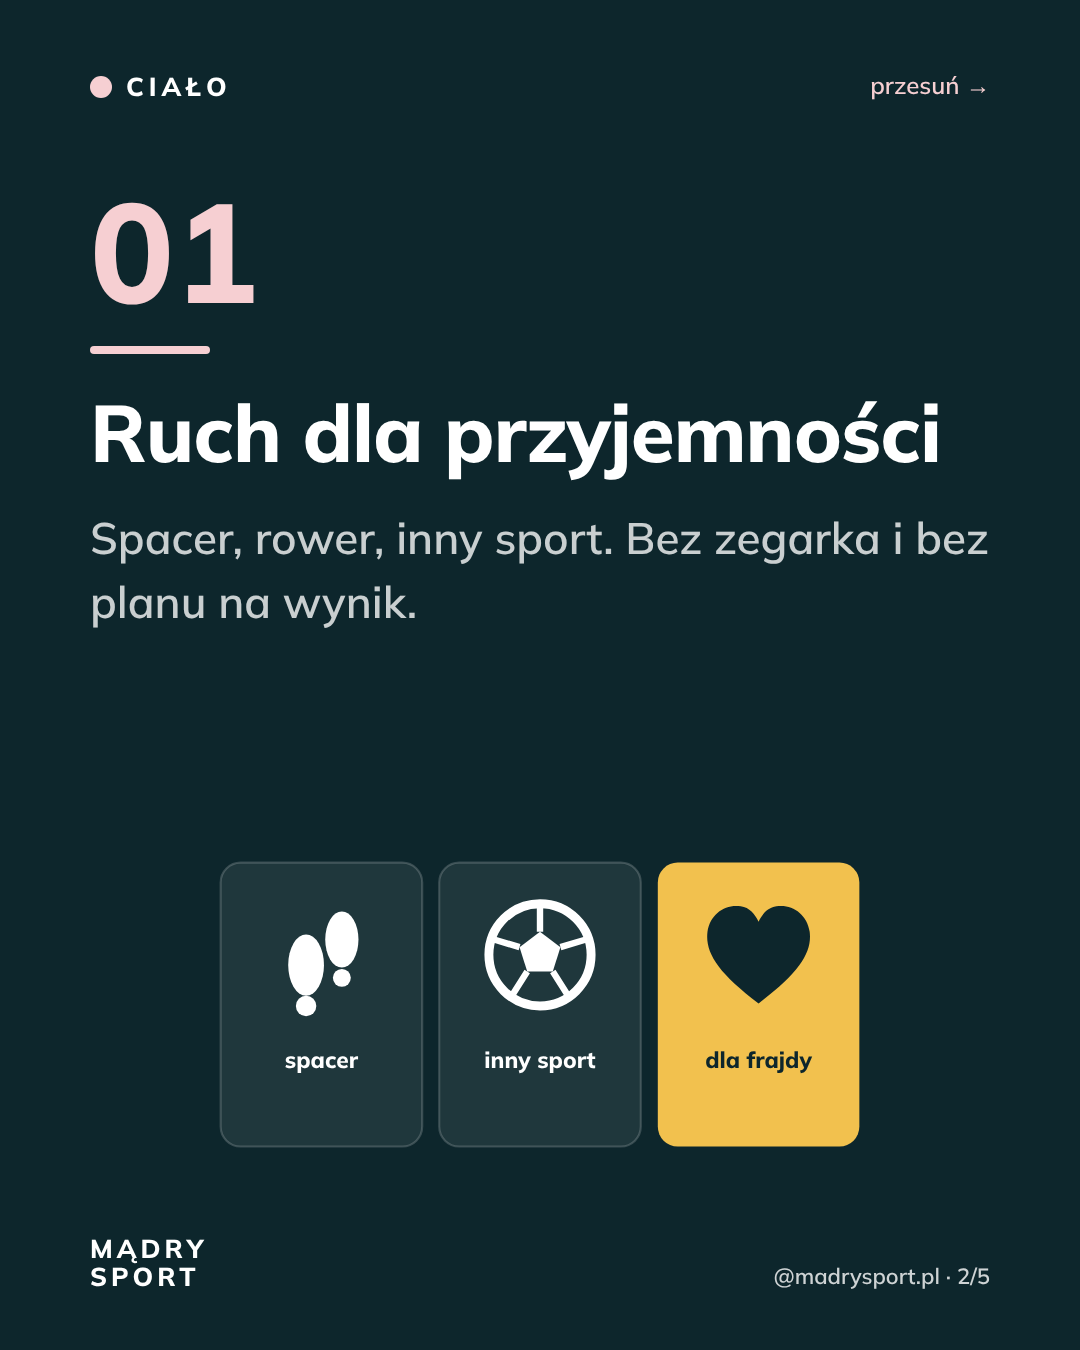 CIAŁO
przesuń →
01
Ruch dla przyjemności
Spacer, rower, inny sport. Bez zegarka i bez
planu na wynik.
spacer
inny sport
dla frajdy
MĄDRY
SPORT
@madrysport.pl · 2/5